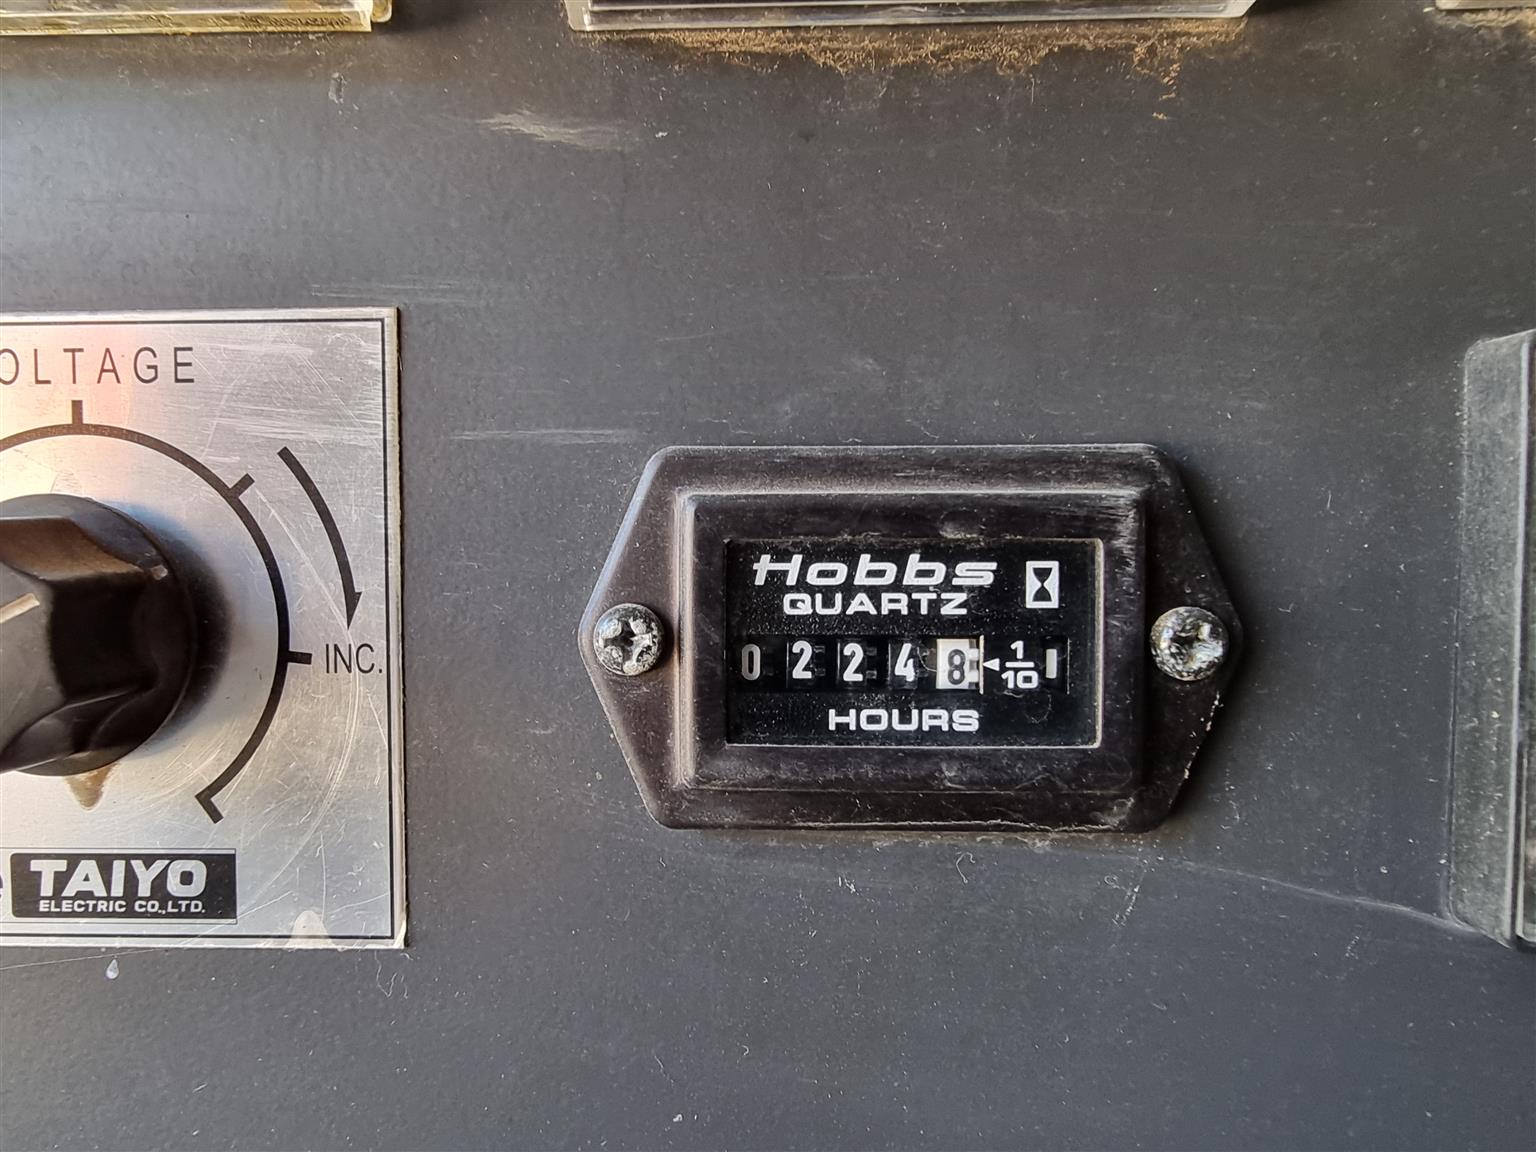 OLTAGE
INC.
TAIYO
ELECTRIC CO.,LTD.
Hobbs
QUARTZ
0 2 2 4 8 ◄ 1/10
HOURS